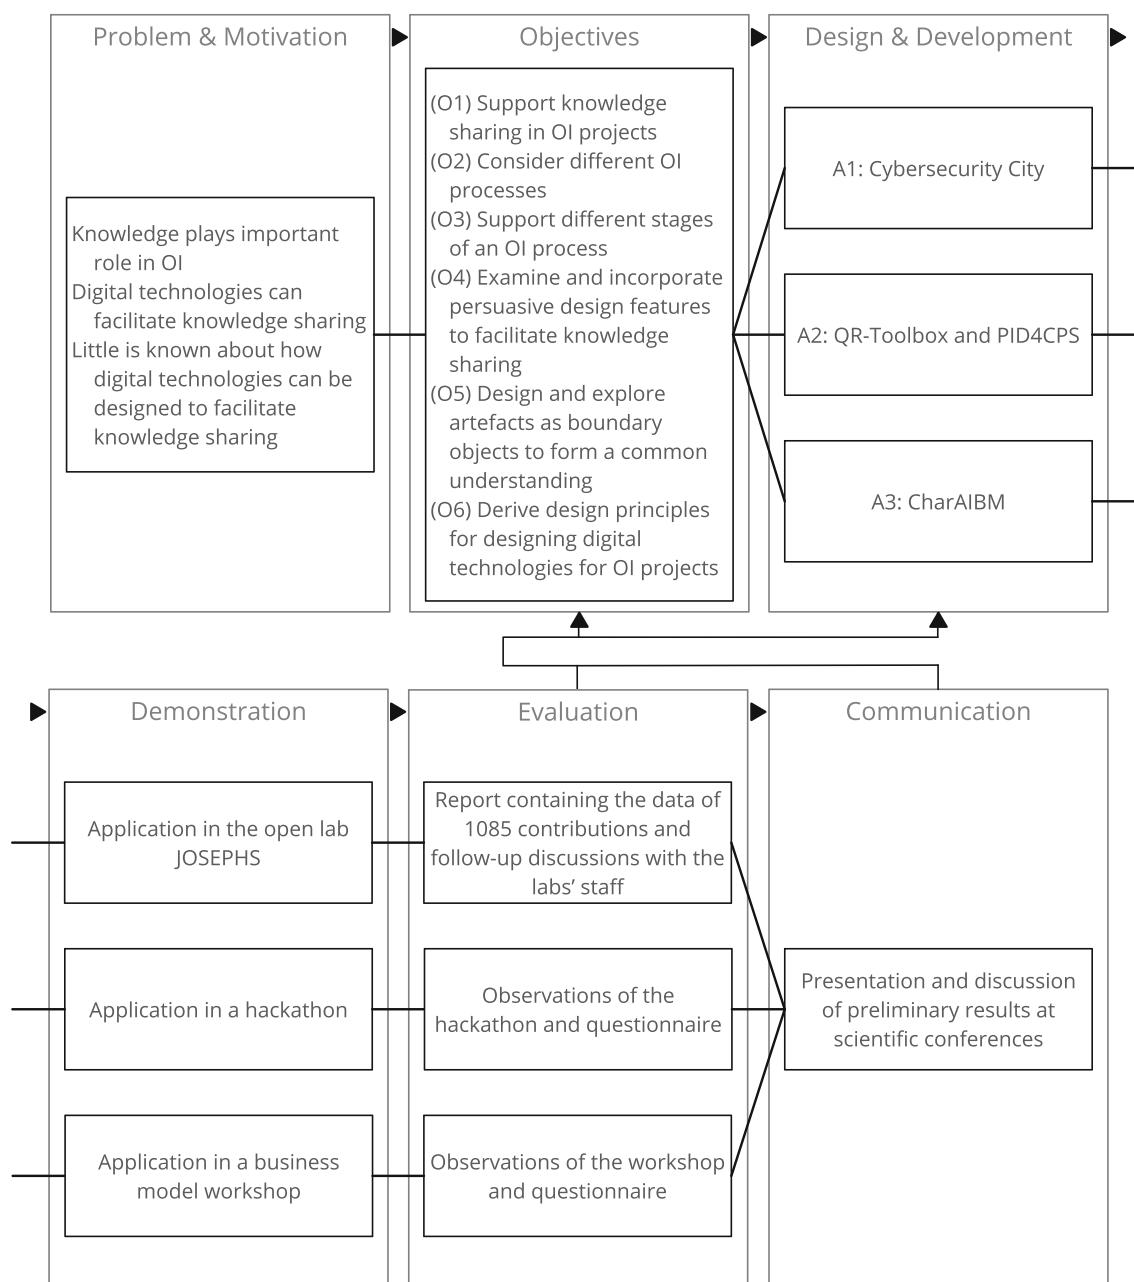 Problem & Motivation
Knowledge plays important
role in OI
Digital technologies can
facilitate knowledge sharing
Little is known about how
digital technologies can be
designed to facilitate
knowledge sharing
Objectives
(O1) Support knowledge
sharing in OI projects
(O2) Consider different OI
processes
(O3) Support different stages
of an OI process
(O4) Examine and incorporate
persuasive design features
to facilitate knowledge
sharing
(O5) Design and explore
artefacts as boundary
objects to form a common
understanding
(O6) Derive design principles
for designing digital
technologies for OI projects
Design & Development
A1: Cybersecurity City
A2: QR-Toolbox and PID4CPS
A3: CharAIBM
Demonstration
Application in the open lab
JOSEPHS
Application in a hackathon
Application in a business
model workshop
Evaluation
Report containing the data of
1085 contributions and
follow-up discussions with the
labs’ staff
Observations of the
hackathon and questionnaire
Observations of the workshop
and questionnaire
Communication
Presentation and discussion
of preliminary results at
scientific conferences